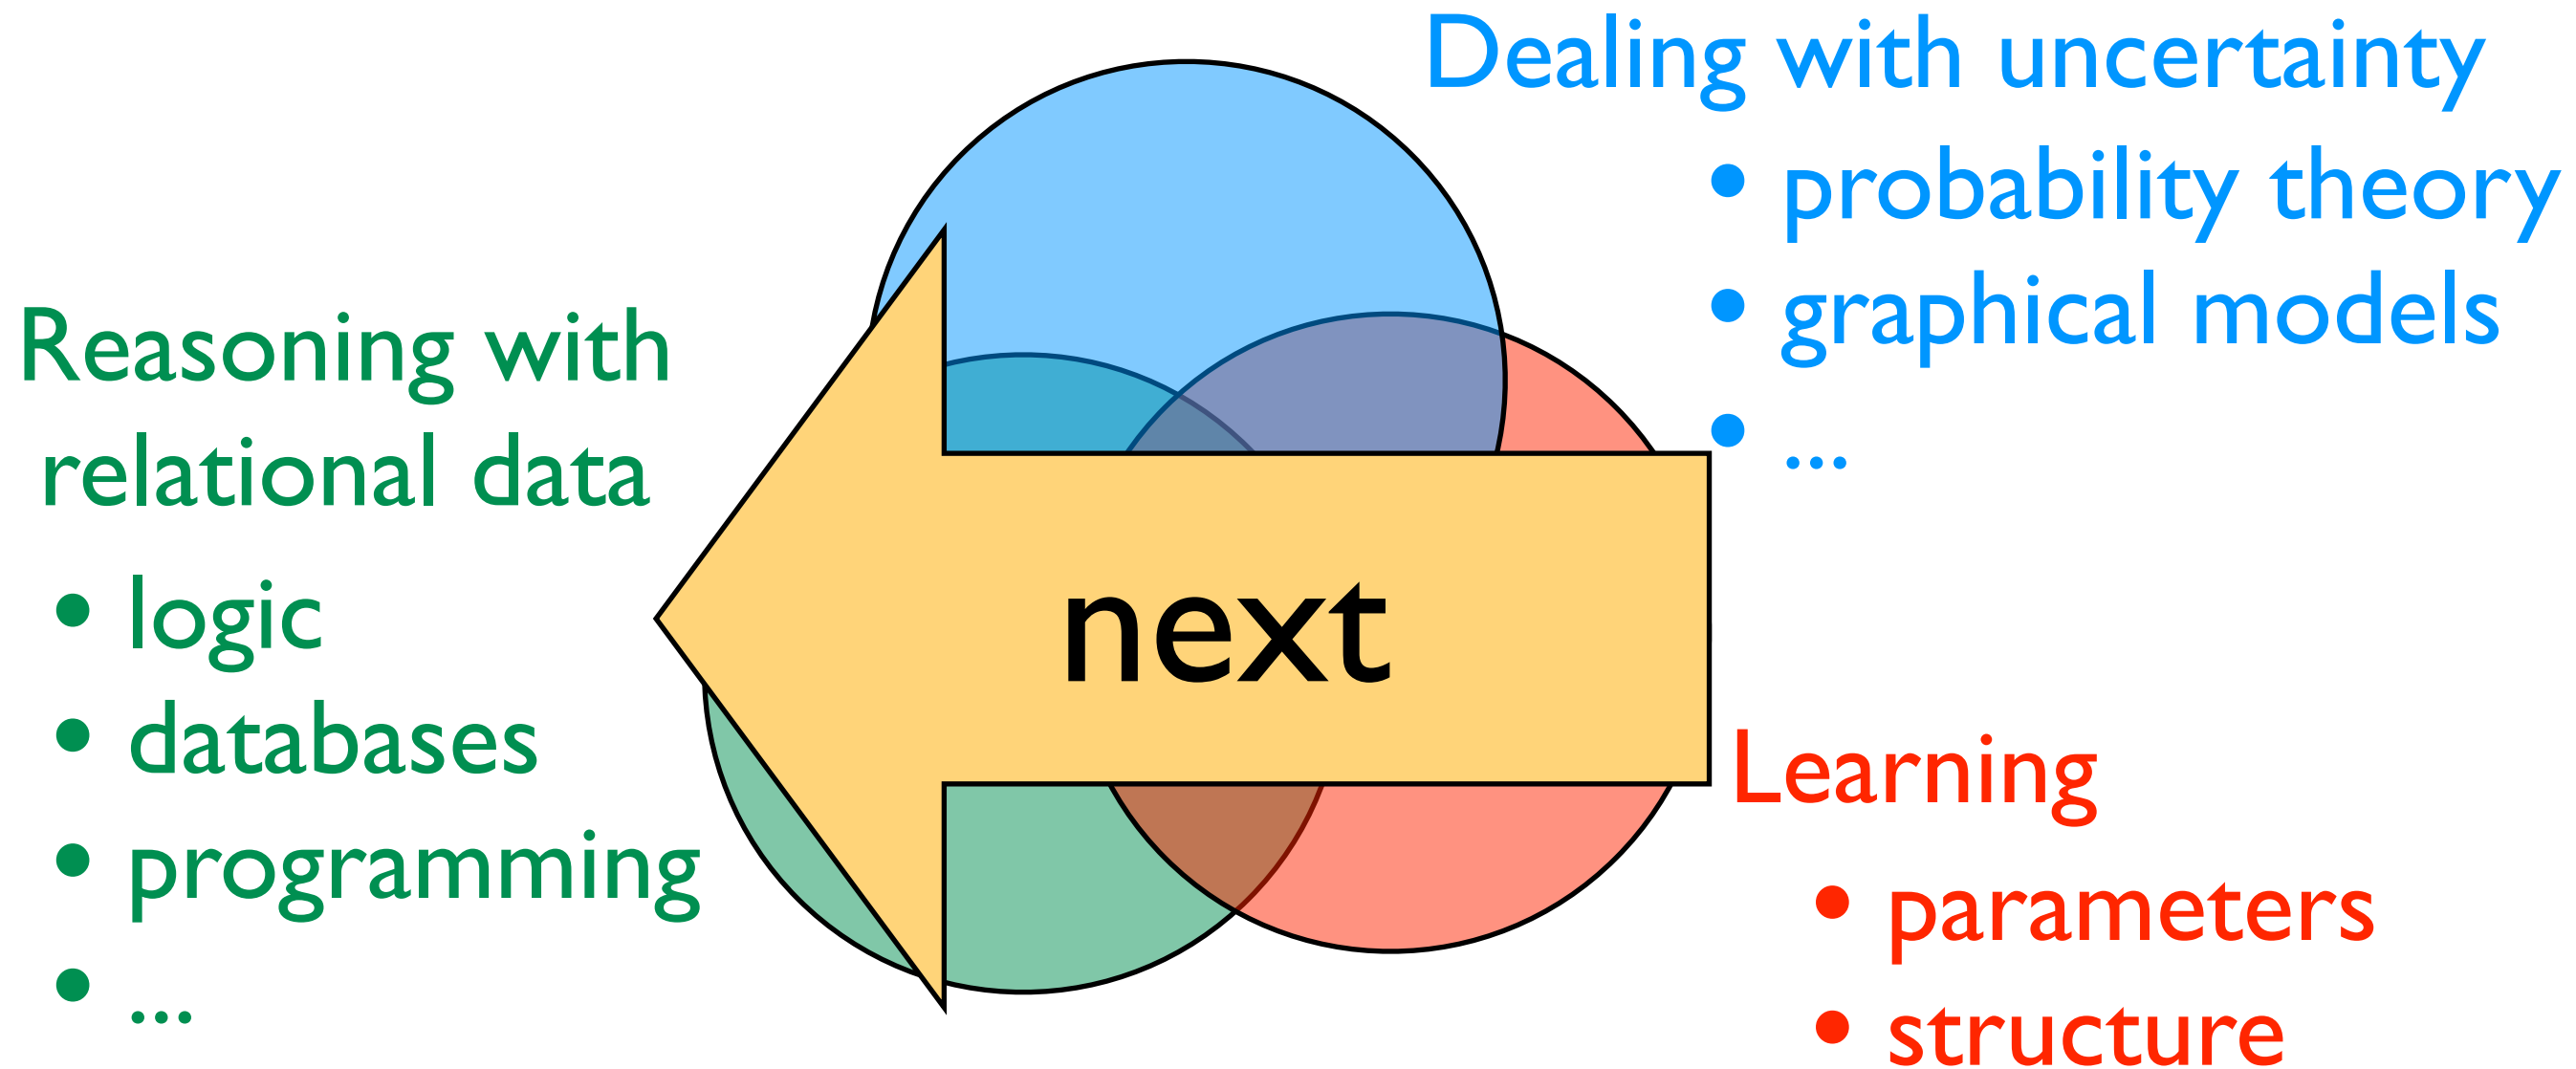 Dealing with uncertainty
• probability theory
• graphical models
• ...
Reasoning with
relational data
• logic
• databases
• programming
• ...
next
Learning
• parameters
• structure